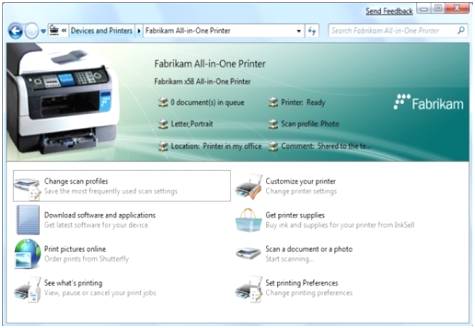 Send Feedback
« Devices and Printers ▸ Fabrikam All-in-One Printer
Search Fabrikam All-in-One Printer
Fabrikam All-in-One Printer
Fabrikam x58 All-in-One Printer
0 document(s) in queue
Printer: Ready
Letter,Portrait
Scan profile: Photo
Location: Printer in my office
Comment: Shared to the te...
Fabrikam
Change scan profiles
Save the most frequently used scan settings
Customize your printer
Change printer settings
Download software and applications
Get latest software for your device
Get printer supplies
Buy ink and supplies for your printer from InkSell
Print pictures online
Order prints from Shutterfly
Scan a document or a photo
Start scanning...
See what's printing
View, pause or cancel your print jobs
Set printing Preferences
Change printing preferences